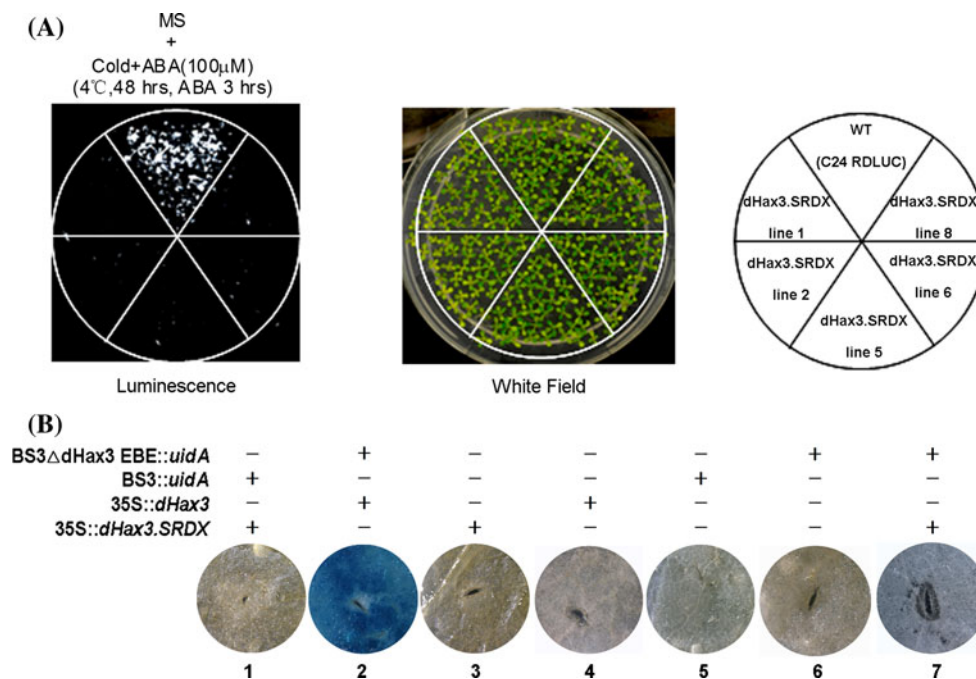 (A)
MS
+
Cold+ABA(100μM)
(4℃,48 hrs, ABA 3 hrs)
Luminescence
White Field
WT
(C24 RDLUC)
dHax3.SRDX
line 1
dHax3.SRDX
line 8
dHax3.SRDX
line 2
dHax3.SRDX
line 6
dHax3.SRDX
line 5
(B)
BS3△dHax3 EBE::uidA − + − − − + +
BS3::uidA + − − − + − −
35S::dHax3 − + − + − − −
35S::dHax3.SRDX + − + − − − +
1 2 3 4 5 6 7